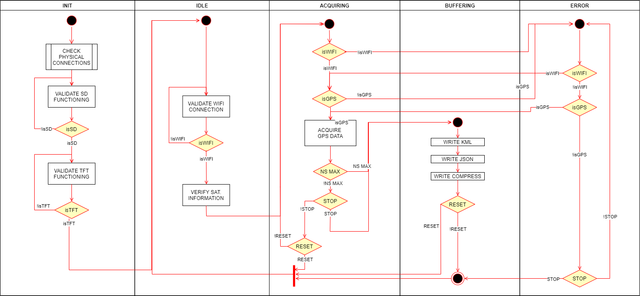 INIT
IDLE
ACQUIRING
BUFFERING
ERROR
CHECK
PHYSICAL
CONNECTIONS
VALIDATE SD
FUNCTIONING
!isSD
isSD
isSD
VALIDATE TFT
FUNCTIONING
!isTFT
isTFT
isTFT
VALIDATE WIFI
CONNECTION
!isWIFI
isWIFI
isWIFI
VERIFY SAT.
INFORMATION
isWIFI
!isWIFI
isWIFI
isGPS
!isGPS
isGPS
ACQUIRE
GPS DATA
NS MAX
NS MAX
!NS MAX
STOP
!STOP
STOP
!RESET
RESET
RESET
WRITE KML
WRITE JSON
WRITE COMPRESS
RESET
RESET
!RESET
isWIFI
isWIFI
!isWIFI
isGPS
isGPS
isGPS
!isGPS
!STOP
STOP
STOP
!STOP